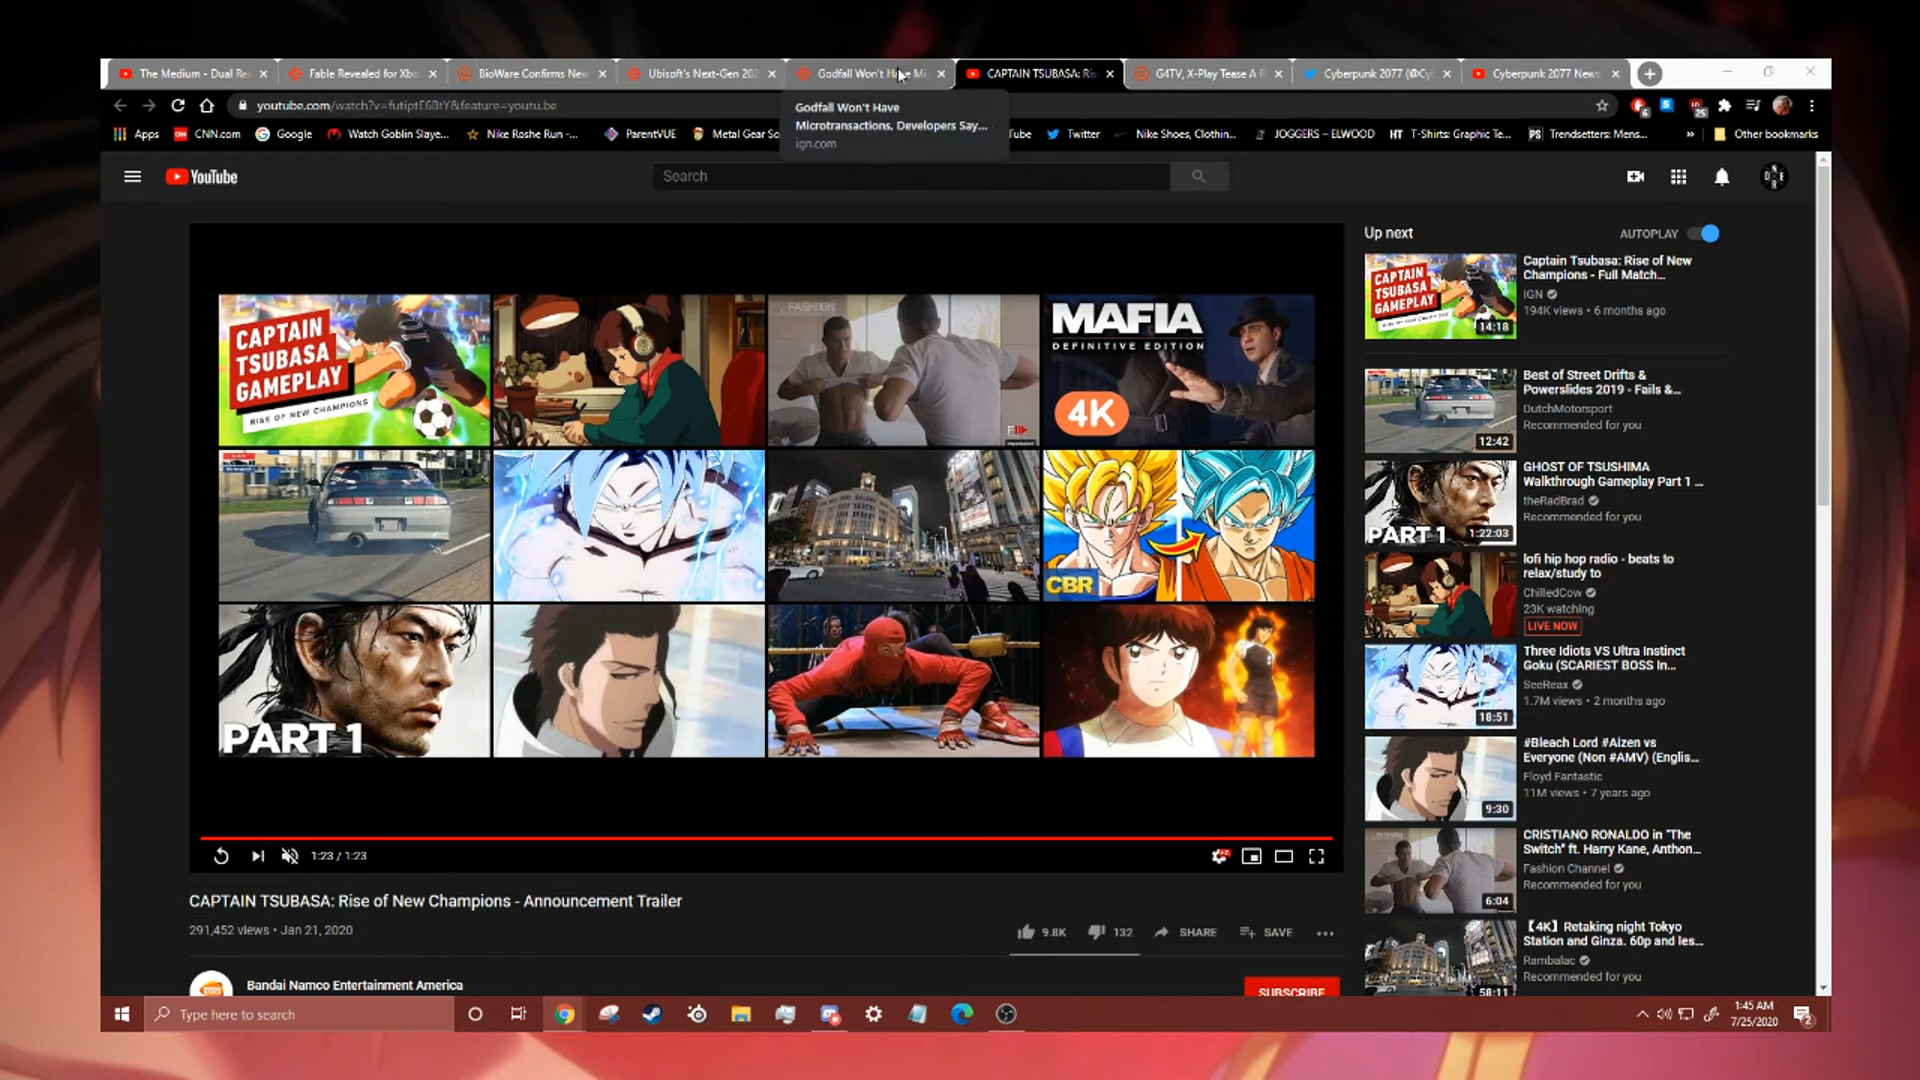 The Medium - Dual Re
Fable Revealed for Xbo
BioWare Confirms New
Ubisoft's Next-Gen 202
Godfall Won't Have Mi
CAPTAIN TSUBASA: Ris
G4TV, X-Play Tease A R
Cyberpunk 2077 (@Cy
Cyberpunk 2077 News
youtube.com/watch?v=futiptE6BtY&feature=youtu.be
Godfall Won't Have
Microtransactions, Developers Say...
ign.com
Apps
CNN.com
Google
Watch Goblin Slaye...
Nike Roshe Run -...
ParentVUE
Metal Gear So
Tube
Twitter
Nike Shoes, Clothin...
JOGGERS – ELWOOD
HT
T-Shirts: Graphic Te...
PS
Trendsetters: Mens...
»
Other bookmarks
YouTube
Search
CAPTAIN
TSUBASA
GAMEPLAY
RISE OF NEW CHAMPIONS
FASHION
MAFIA
DEFINITIVE EDITION
4K
CBR
PART 1
1:23 / 1:23
CAPTAIN TSUBASA: Rise of New Champions - Announcement Trailer
291,452 views • Jan 21, 2020
9.8K
132
SHARE
SAVE
Bandai Namco Entertainment America
SUBSCRIBE
Up next
AUTOPLAY
CAPTAIN
TSUBASA
GAMEPLAY
14:18
Captain Tsubasa: Rise of New
Champions - Full Match...
IGN
194K views • 6 months ago
12:42
Best of Street Drifts &
Powerslides 2019 - Fails &...
DutchMotorsport
Recommended for you
PART 1
1:22:03
GHOST OF TSUSHIMA
Walkthrough Gameplay Part 1 ...
theRadBrad
Recommended for you
lofi hip hop radio - beats to
relax/study to
ChilledCow
23K watching
LIVE NOW
18:51
Three Idiots VS Ultra Instinct
Goku (SCARIEST BOSS In...
SeeReax
1.7M views • 2 months ago
9:30
#Bleach Lord #Aizen vs
Everyone (Non #AMV) (Englis...
Floyd Fantastic
11M views • 7 years ago
6:04
CRISTIANO RONALDO in "The
Switch" ft. Harry Kane, Anthon...
Fashion Channel
Recommended for you
58:11
【4K】Retaking night Tokyo
Station and Ginza. 60p and les...
Rambalac
Recommended for you
Type here to search
1:45 AM
7/25/2020
2